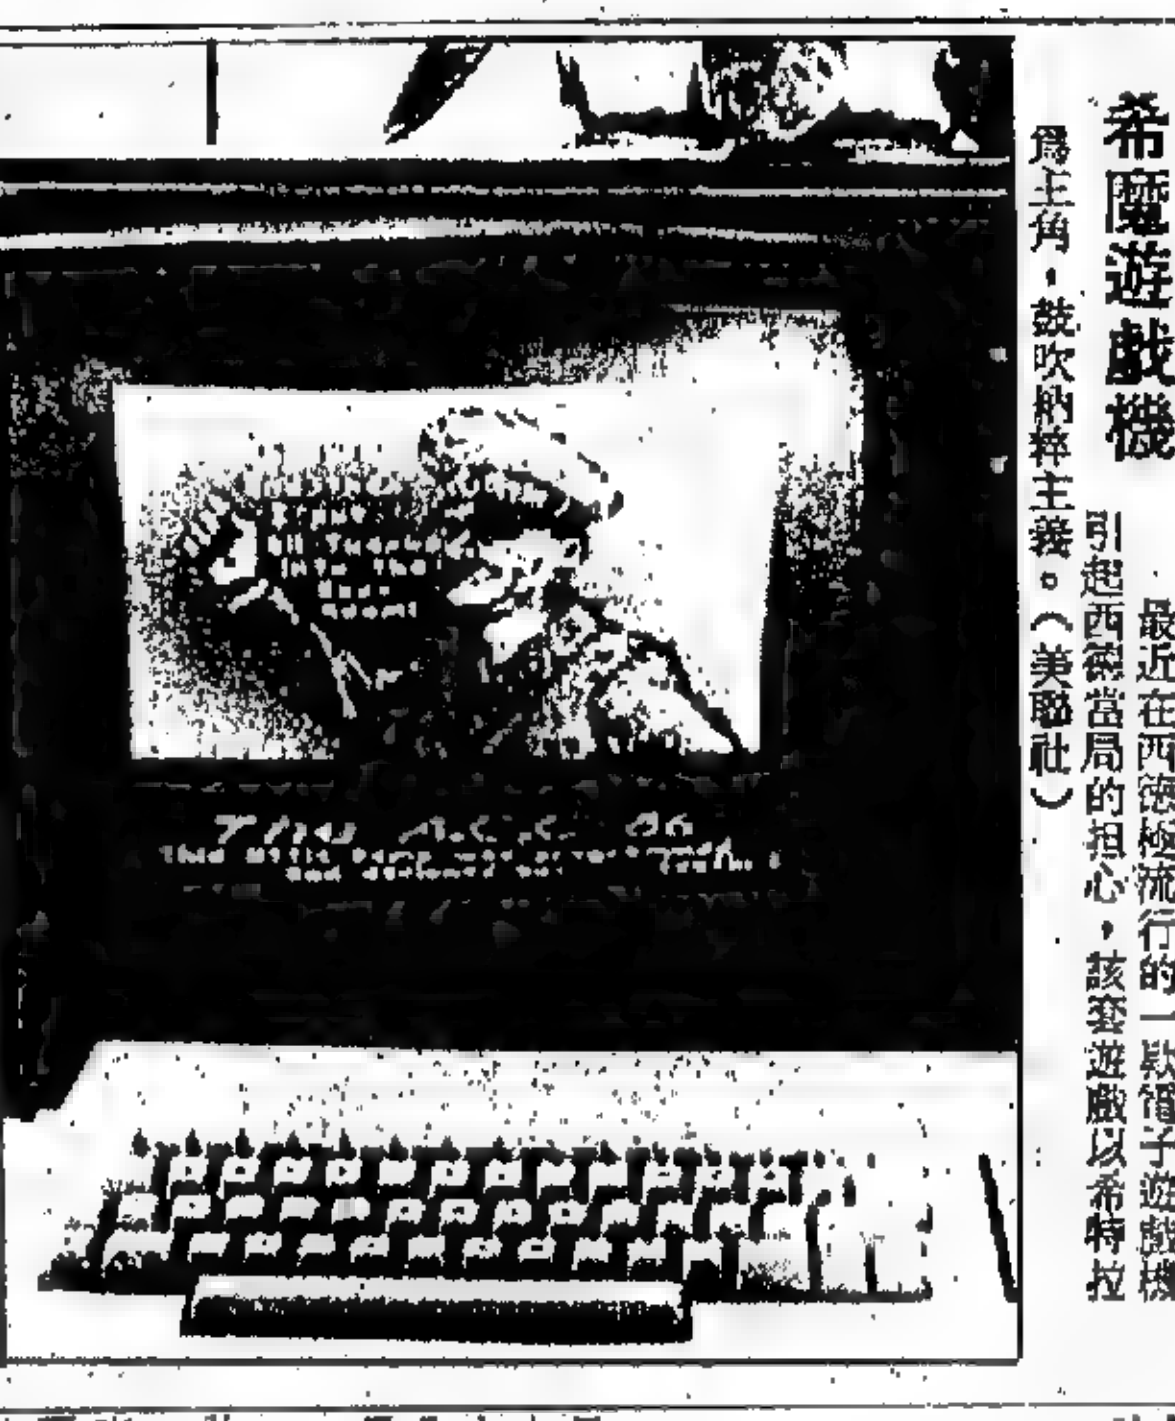 希魔遊戲機
最近在西德極流行的一款電子遊戲機
引起西德當局的担心，該套遊戲以希特拉
爲主角，鼓吹納粹主義。（美聯社）
A.C.C. 86